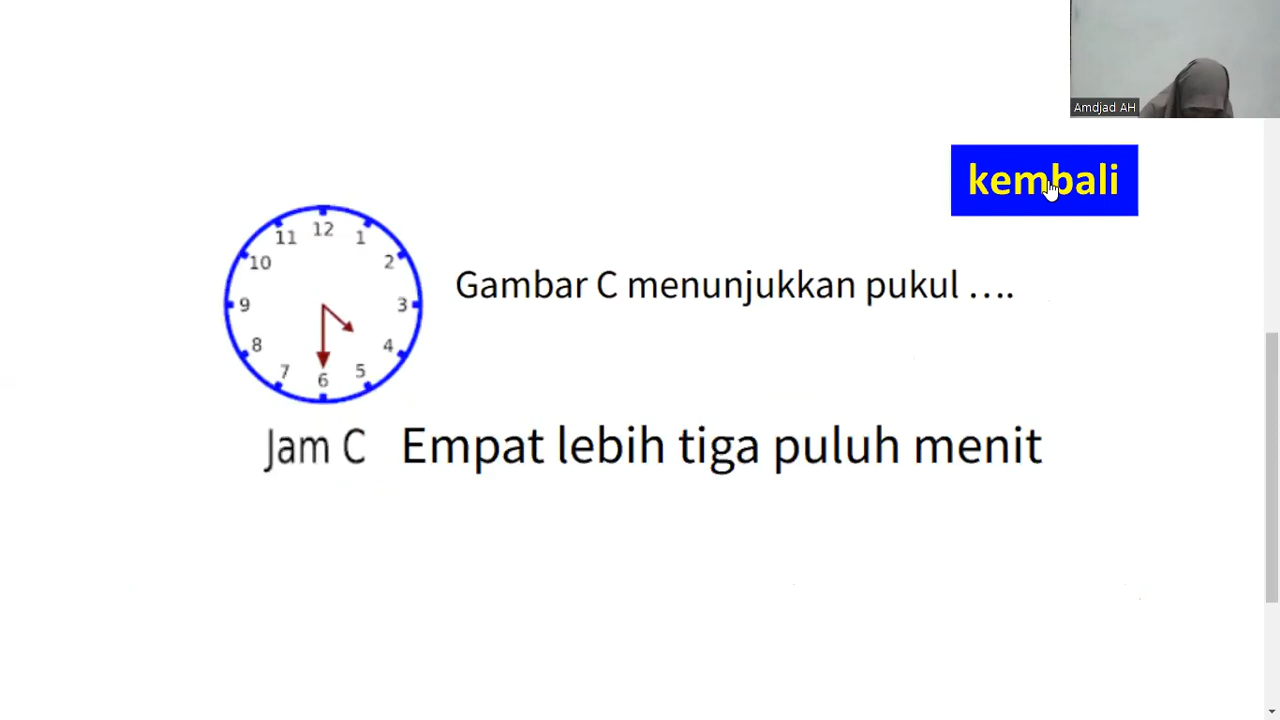 Amdjad AH
kembali
12
11
1
10
2
9
3
8
4
7
5
6
Gambar C menunjukkan pukul ....
Jam C
Empat lebih tiga puluh menit